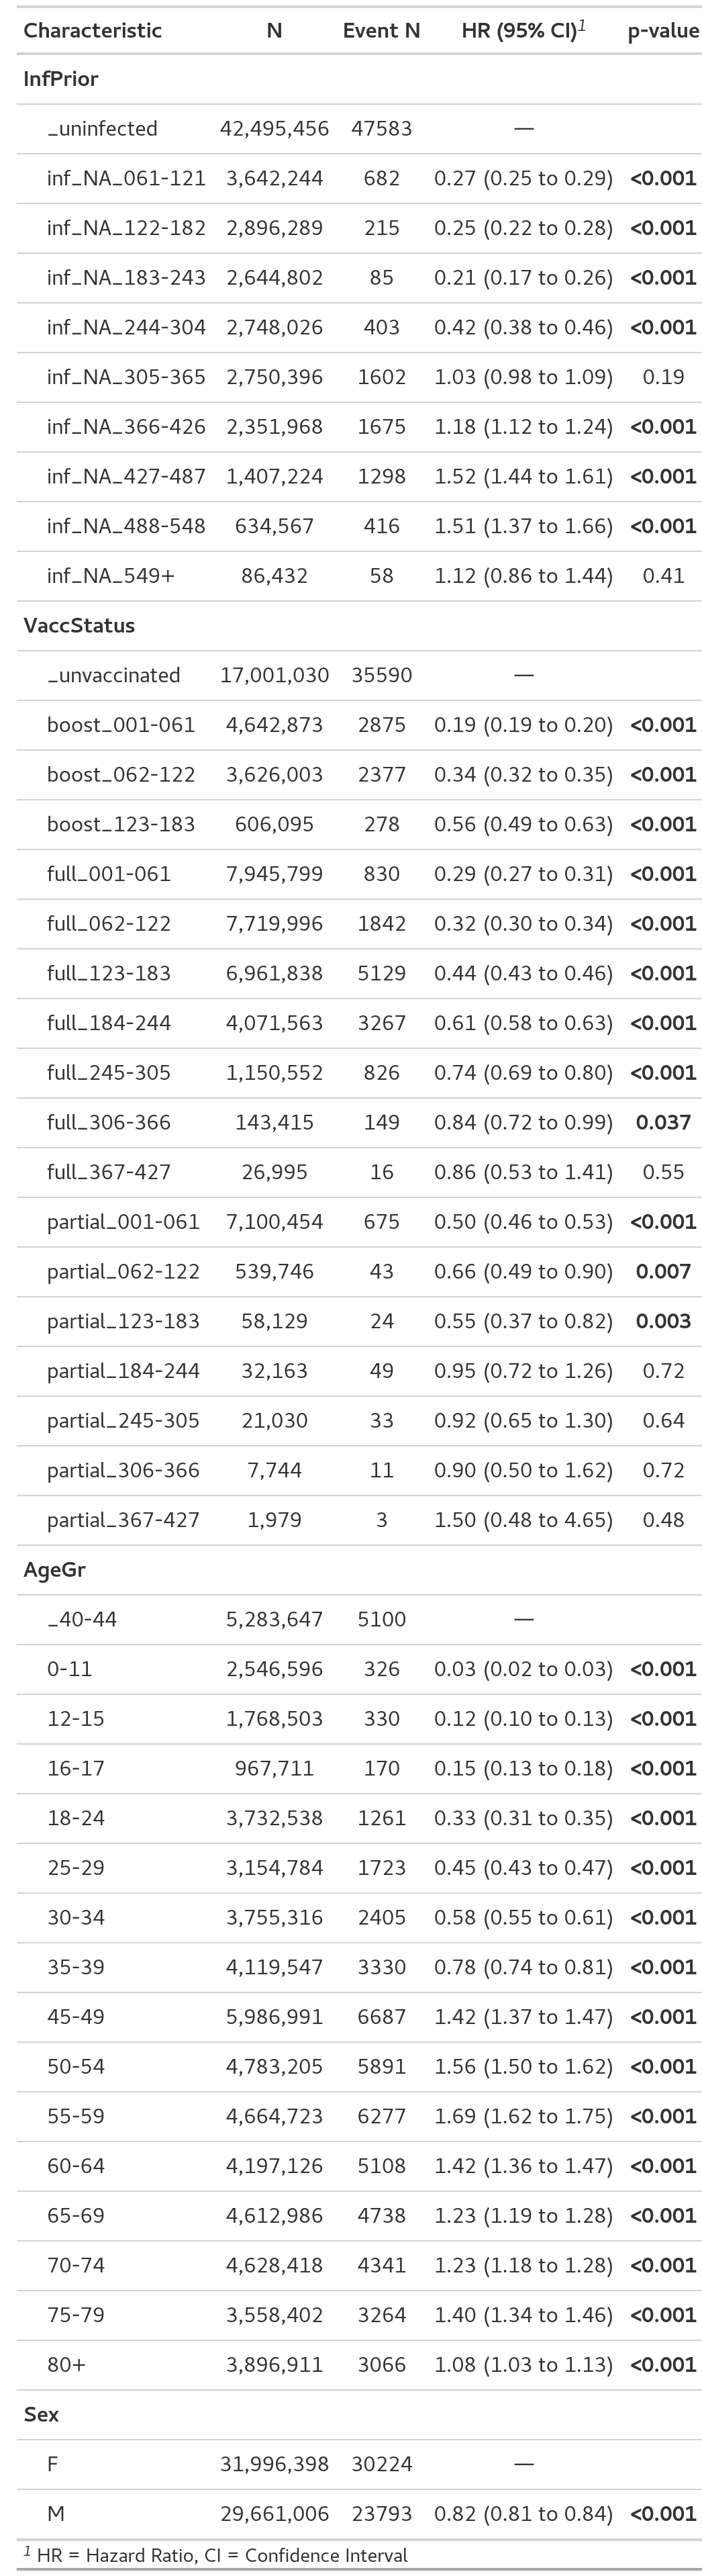 Characteristic N Event N HR (95% CI)1 p-value
InfPrior
_uninfected 42,495,456 47583 —
inf_NA_061-121 3,642,244 682 0.27 (0.25 to 0.29) <0.001
inf_NA_122-182 2,896,289 215 0.25 (0.22 to 0.28) <0.001
inf_NA_183-243 2,644,802 85 0.21 (0.17 to 0.26) <0.001
inf_NA_244-304 2,748,026 403 0.42 (0.38 to 0.46) <0.001
inf_NA_305-365 2,750,396 1602 1.03 (0.98 to 1.09) 0.19
inf_NA_366-426 2,351,968 1675 1.18 (1.12 to 1.24) <0.001
inf_NA_427-487 1,407,224 1298 1.52 (1.44 to 1.61) <0.001
inf_NA_488-548 634,567 416 1.51 (1.37 to 1.66) <0.001
inf_NA_549+ 86,432 58 1.12 (0.86 to 1.44) 0.41
VaccStatus
_unvaccinated 17,001,030 35590 —
boost_001-061 4,642,873 2875 0.19 (0.19 to 0.20) <0.001
boost_062-122 3,626,003 2377 0.34 (0.32 to 0.35) <0.001
boost_123-183 606,095 278 0.56 (0.49 to 0.63) <0.001
full_001-061 7,945,799 830 0.29 (0.27 to 0.31) <0.001
full_062-122 7,719,996 1842 0.32 (0.30 to 0.34) <0.001
full_123-183 6,961,838 5129 0.44 (0.43 to 0.46) <0.001
full_184-244 4,071,563 3267 0.61 (0.58 to 0.63) <0.001
full_245-305 1,150,552 826 0.74 (0.69 to 0.80) <0.001
full_306-366 143,415 149 0.84 (0.72 to 0.99) 0.037
full_367-427 26,995 16 0.86 (0.53 to 1.41) 0.55
partial_001-061 7,100,454 675 0.50 (0.46 to 0.53) <0.001
partial_062-122 539,746 43 0.66 (0.49 to 0.90) 0.007
partial_123-183 58,129 24 0.55 (0.37 to 0.82) 0.003
partial_184-244 32,163 49 0.95 (0.72 to 1.26) 0.72
partial_245-305 21,030 33 0.92 (0.65 to 1.30) 0.64
partial_306-366 7,744 11 0.90 (0.50 to 1.62) 0.72
partial_367-427 1,979 3 1.50 (0.48 to 4.65) 0.48
AgeGr
_40-44 5,283,647 5100 —
0-11 2,546,596 326 0.03 (0.02 to 0.03) <0.001
12-15 1,768,503 330 0.12 (0.10 to 0.13) <0.001
16-17 967,711 170 0.15 (0.13 to 0.18) <0.001
18-24 3,732,538 1261 0.33 (0.31 to 0.35) <0.001
25-29 3,154,784 1723 0.45 (0.43 to 0.47) <0.001
30-34 3,755,316 2405 0.58 (0.55 to 0.61) <0.001
35-39 4,119,547 3330 0.78 (0.74 to 0.81) <0.001
45-49 5,986,991 6687 1.42 (1.37 to 1.47) <0.001
50-54 4,783,205 5891 1.56 (1.50 to 1.62) <0.001
55-59 4,664,723 6277 1.69 (1.62 to 1.75) <0.001
60-64 4,197,126 5108 1.42 (1.36 to 1.47) <0.001
65-69 4,612,986 4738 1.23 (1.19 to 1.28) <0.001
70-74 4,628,418 4341 1.23 (1.18 to 1.28) <0.001
75-79 3,558,402 3264 1.40 (1.34 to 1.46) <0.001
80+ 3,896,911 3066 1.08 (1.03 to 1.13) <0.001
Sex
F 31,996,398 30224 —
M 29,661,006 23793 0.82 (0.81 to 0.84) <0.001
1 HR = Hazard Ratio, CI = Confidence Interval